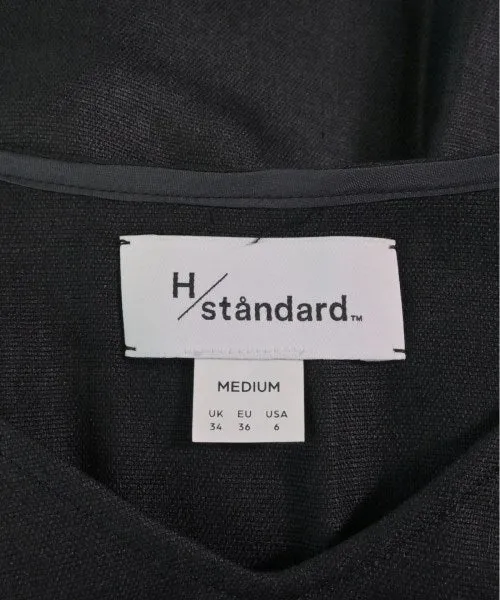 H/
ståndard™
MEDIUM
UK EU USA
34 36 6